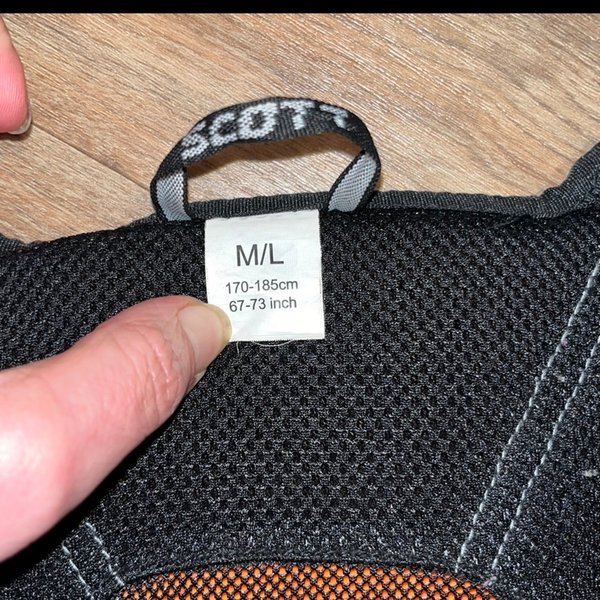 SCOTT
M/L
170-185cm
67-73 inch